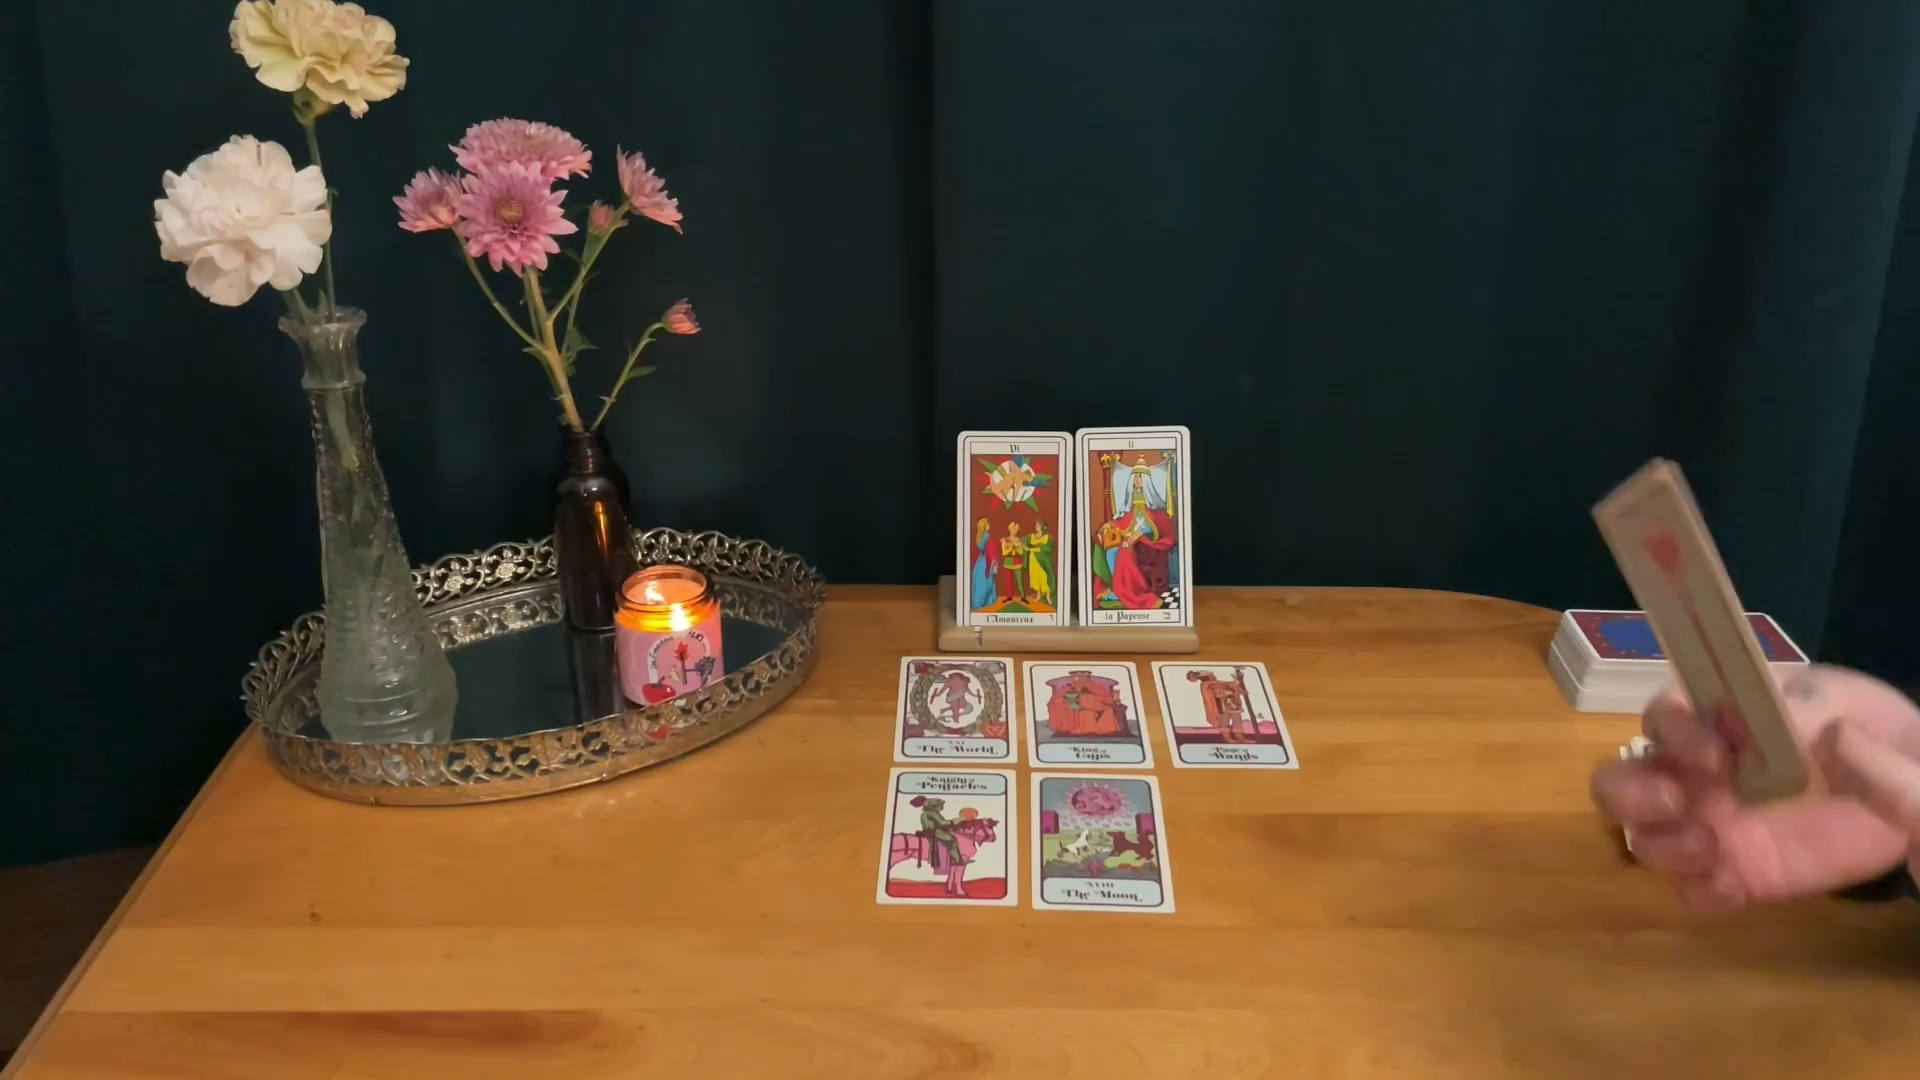 VI
II
l'Amoureux
la Papesse
XXI
The World
King of
Cups
Page of
Wands
Knight of
Pentacles
XVIII
The Moon